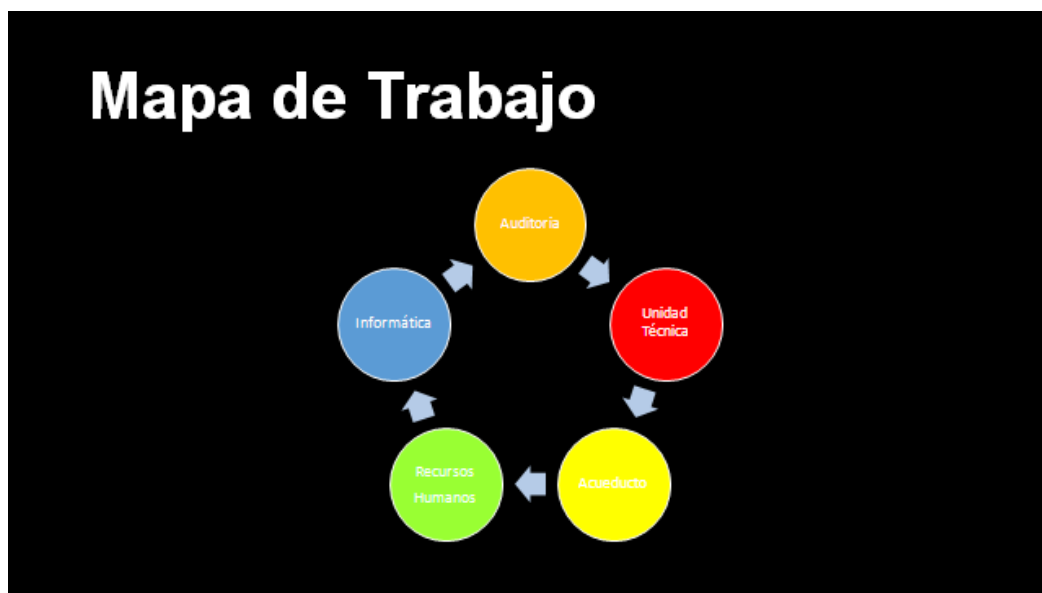 Mapa de Trabajo
Auditoria
Unidad
Técnica
Acueducto
Recursos
Humanos
Informática